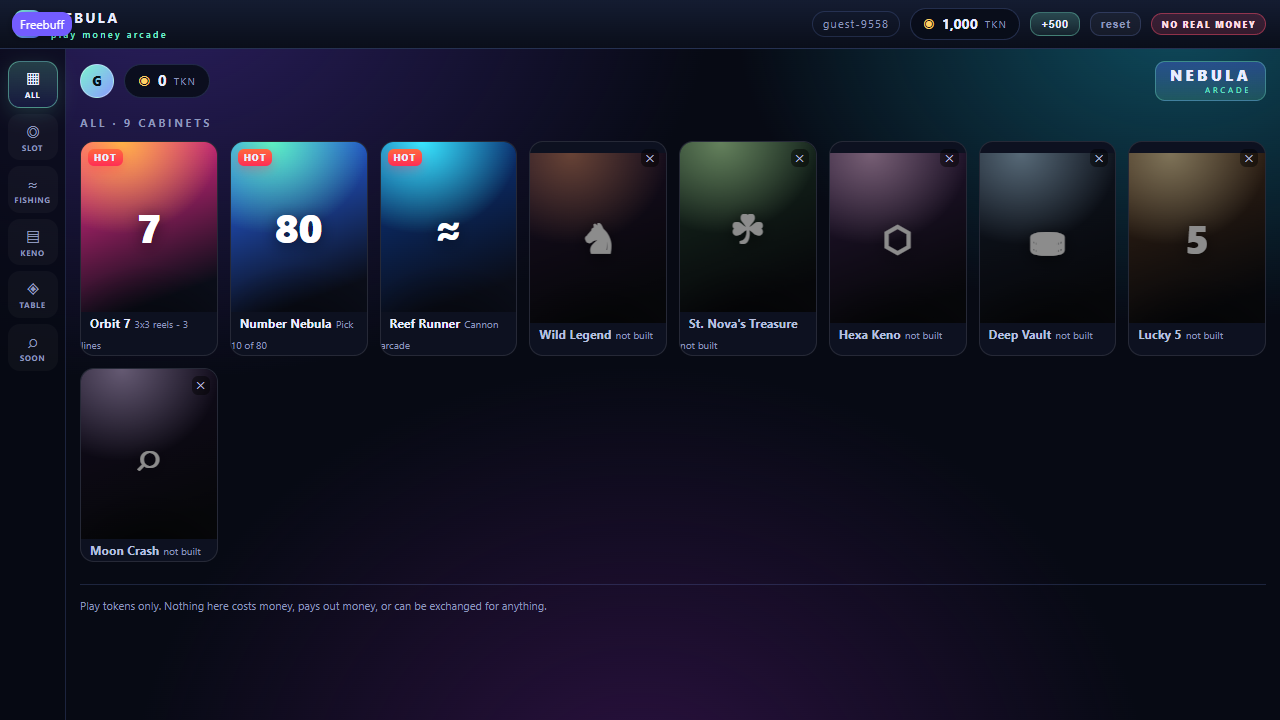 Freebuff
EBULA
play money arcade
guest-9558
1,000 TKN
+500
reset
NO REAL MONEY
ALL
SLOT
FISHING
KENO
TABLE
SOON
G
0 TKN
NEBULA
ARCADE
ALL · 9 CABINETS
HOT
7
Orbit 7 3x3 reels - 3
lines
HOT
80
Number Nebula Pick
10 of 80
HOT
≈
Reef Runner Cannon
arcade
×
Wild Legend not built
×
St. Nova's Treasure
not built
×
Hexa Keno not built
×
Deep Vault not built
×
5
Lucky 5 not built
×
Moon Crash not built
Play tokens only. Nothing here costs money, pays out money, or can be exchanged for anything.